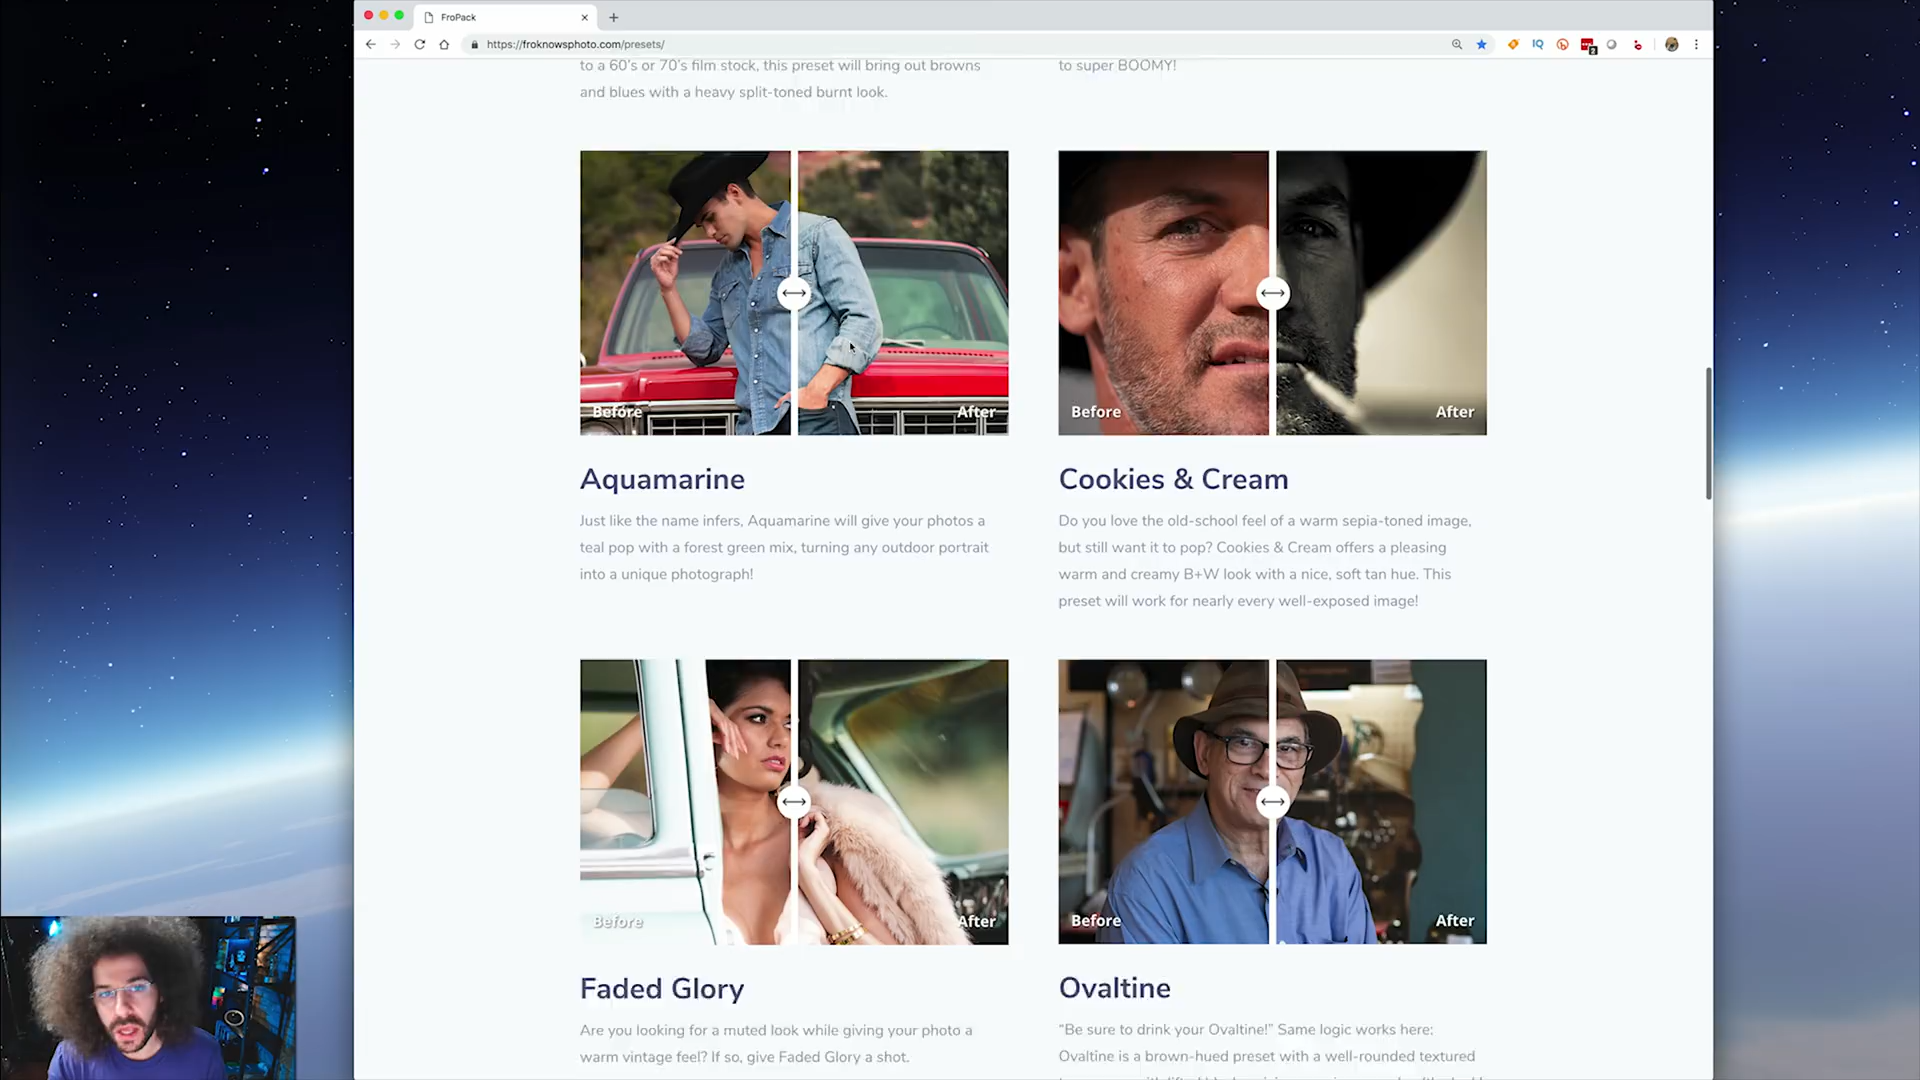 FroPack
https://froknowsphoto.com/presets/
to a 60's or 70's film stock, this preset will bring out browns
and blues with a heavy split-toned burnt look.
to super BOOMY!
Before
After
Before
After
Aquamarine
Just like the name infers, Aquamarine will give your photos a
teal pop with a forest green mix, turning any outdoor portrait
into a unique photograph!
Cookies & Cream
Do you love the old-school feel of a warm sepia-toned image,
but still want it to pop? Cookies & Cream offers a pleasing
warm and creamy B+W look with a nice, soft tan hue. This
preset will work for nearly every well-exposed image!
Before
After
Before
After
Faded Glory
Are you looking for a muted look while giving your photo a
warm vintage feel? If so, give Faded Glory a shot.
Ovaltine
“Be sure to drink your Ovaltine!” Same logic works here:
Ovaltine is a brown-hued preset with a well-rounded textured